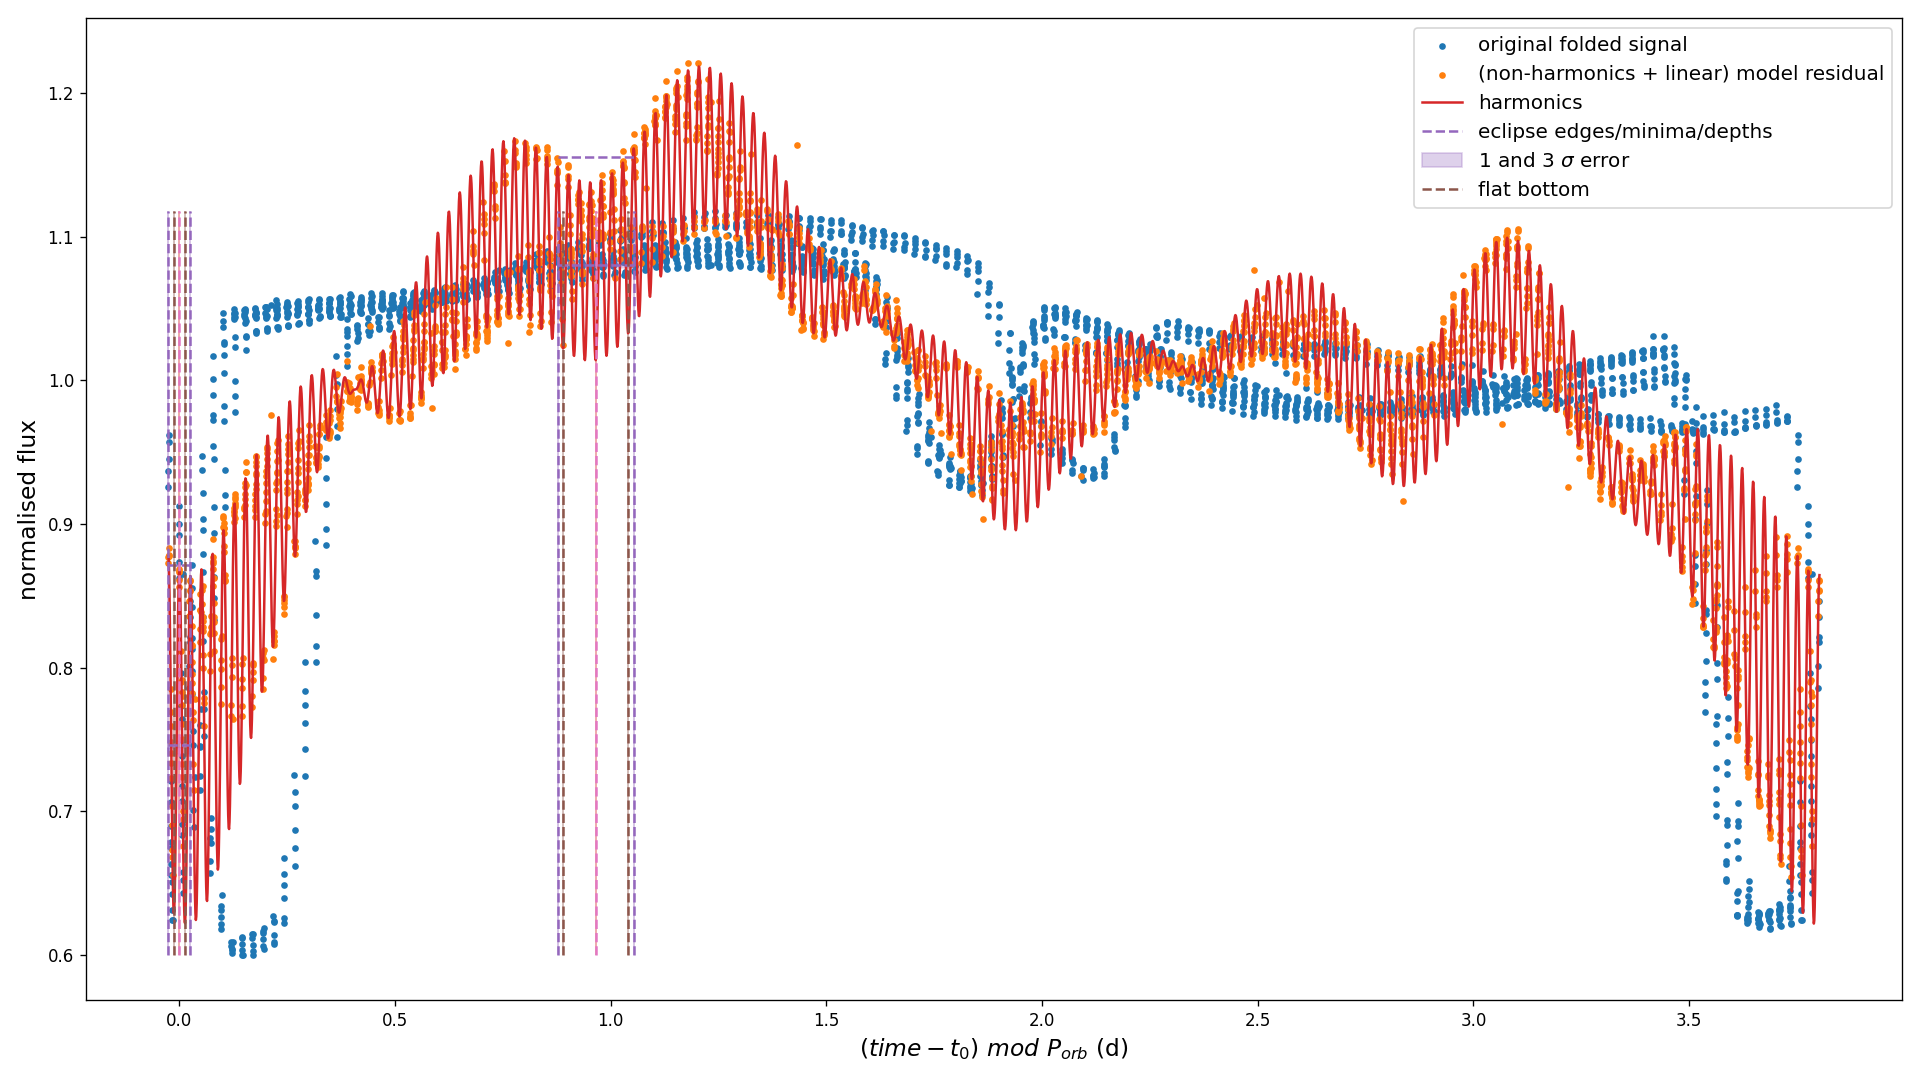 original folded signal
(non-harmonics + linear) model residual
harmonics
eclipse edges/minima/depths
1 and 3 σ error
flat bottom
normalised flux
1.2
1.1
1.0
0.9
0.8
0.7
0.6
0.0 0.5 1.0 1.5 2.0 2.5 3.0 3.5
(time − t₀) mod P_orb (d)